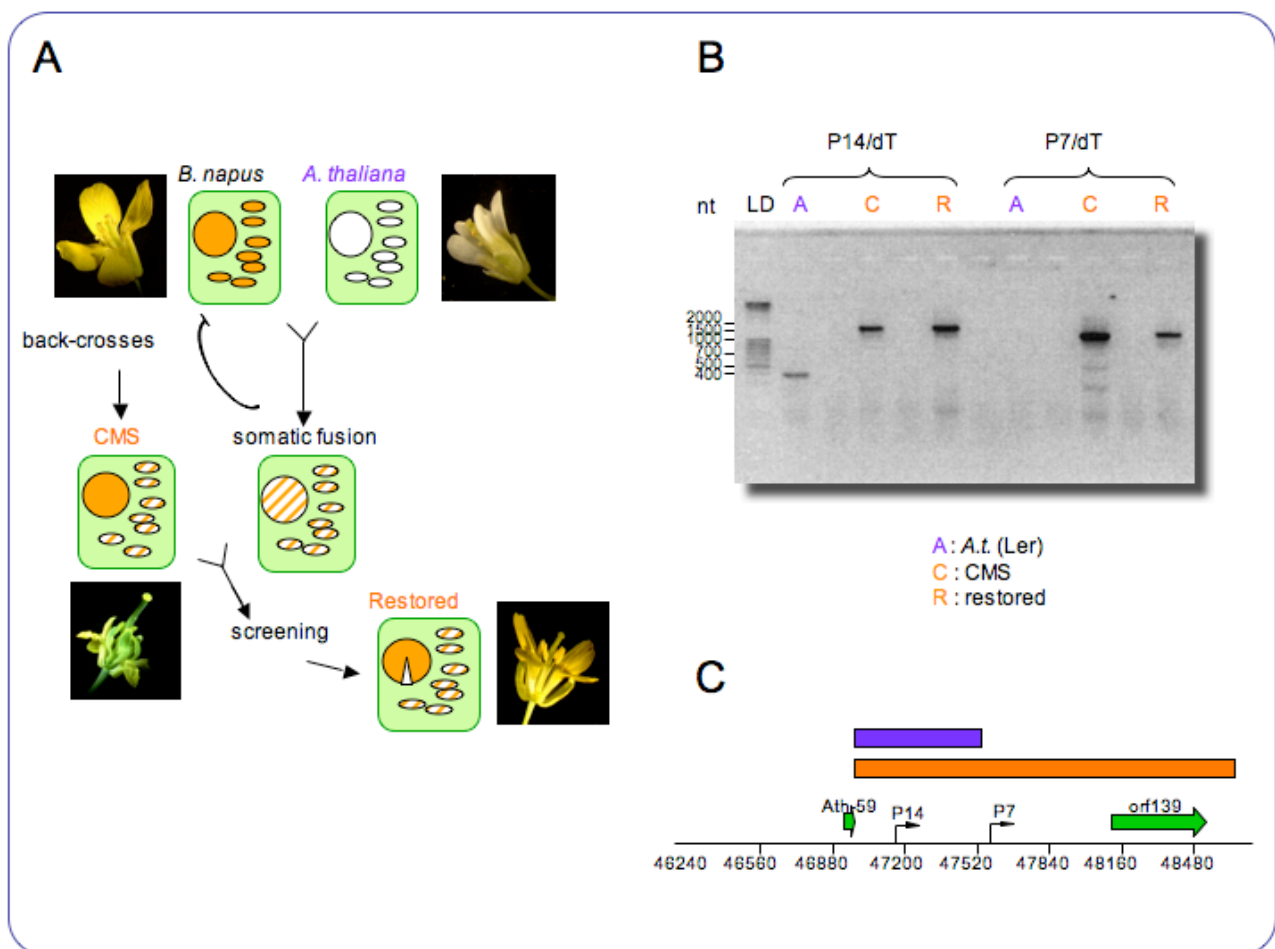 A
B. napus A. thaliana
back-crosses
CMS
somatic fusion
Restored
screening
B
P14/dT P7/dT
nt LD A C R A C R
2000
1500
1000
700
500
400
A : A.t. (Ler)
C : CMS
R : restored
C
Ath-59 P14 P7 orf139
46240 46560 46880 47200 47520 47840 48160 48480